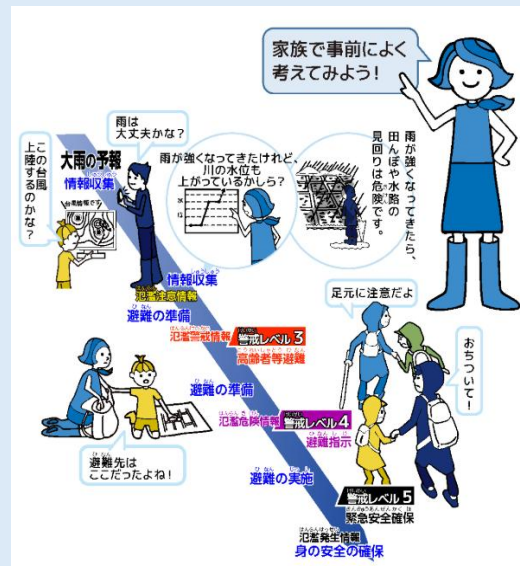 家族で事前によく
考えてみよう!
雨は
大丈夫かな?
この台風
上陸するのかな?
大雨の予報
情報収集
台風情報です
雨が強くなってきたけれど、
川の水位も
上がっているかしら?
雨が強くなってきたら、
田んぼや水路の
見回りは危険です。
情報収集
氾濫注意情報
避難の準備
氾濫警戒情報
警戒レベル3
高齢者等避難
足元に注意だよ
おちついて!
避難の準備
氾濫危険情報
警戒レベル4
避難指示
避難先は
ここだったよね!
避難の実施
警戒レベル5
緊急安全確保
氾濫発生情報
身の安全の確保